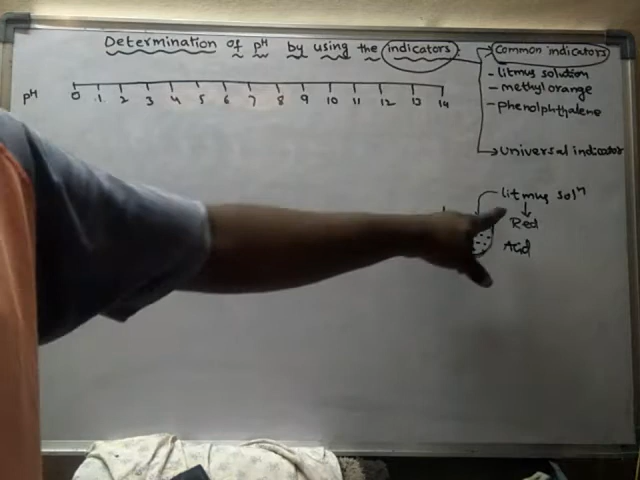 Determination of pH by using the indicators
Common indicators
- litmus solution
- methyl orange
- phenolphthalene
Universal indicator
pH 0 1 2 3 4 5 6 7 8 9 10 11 12 13 14
litmus solⁿ
Red
Acid